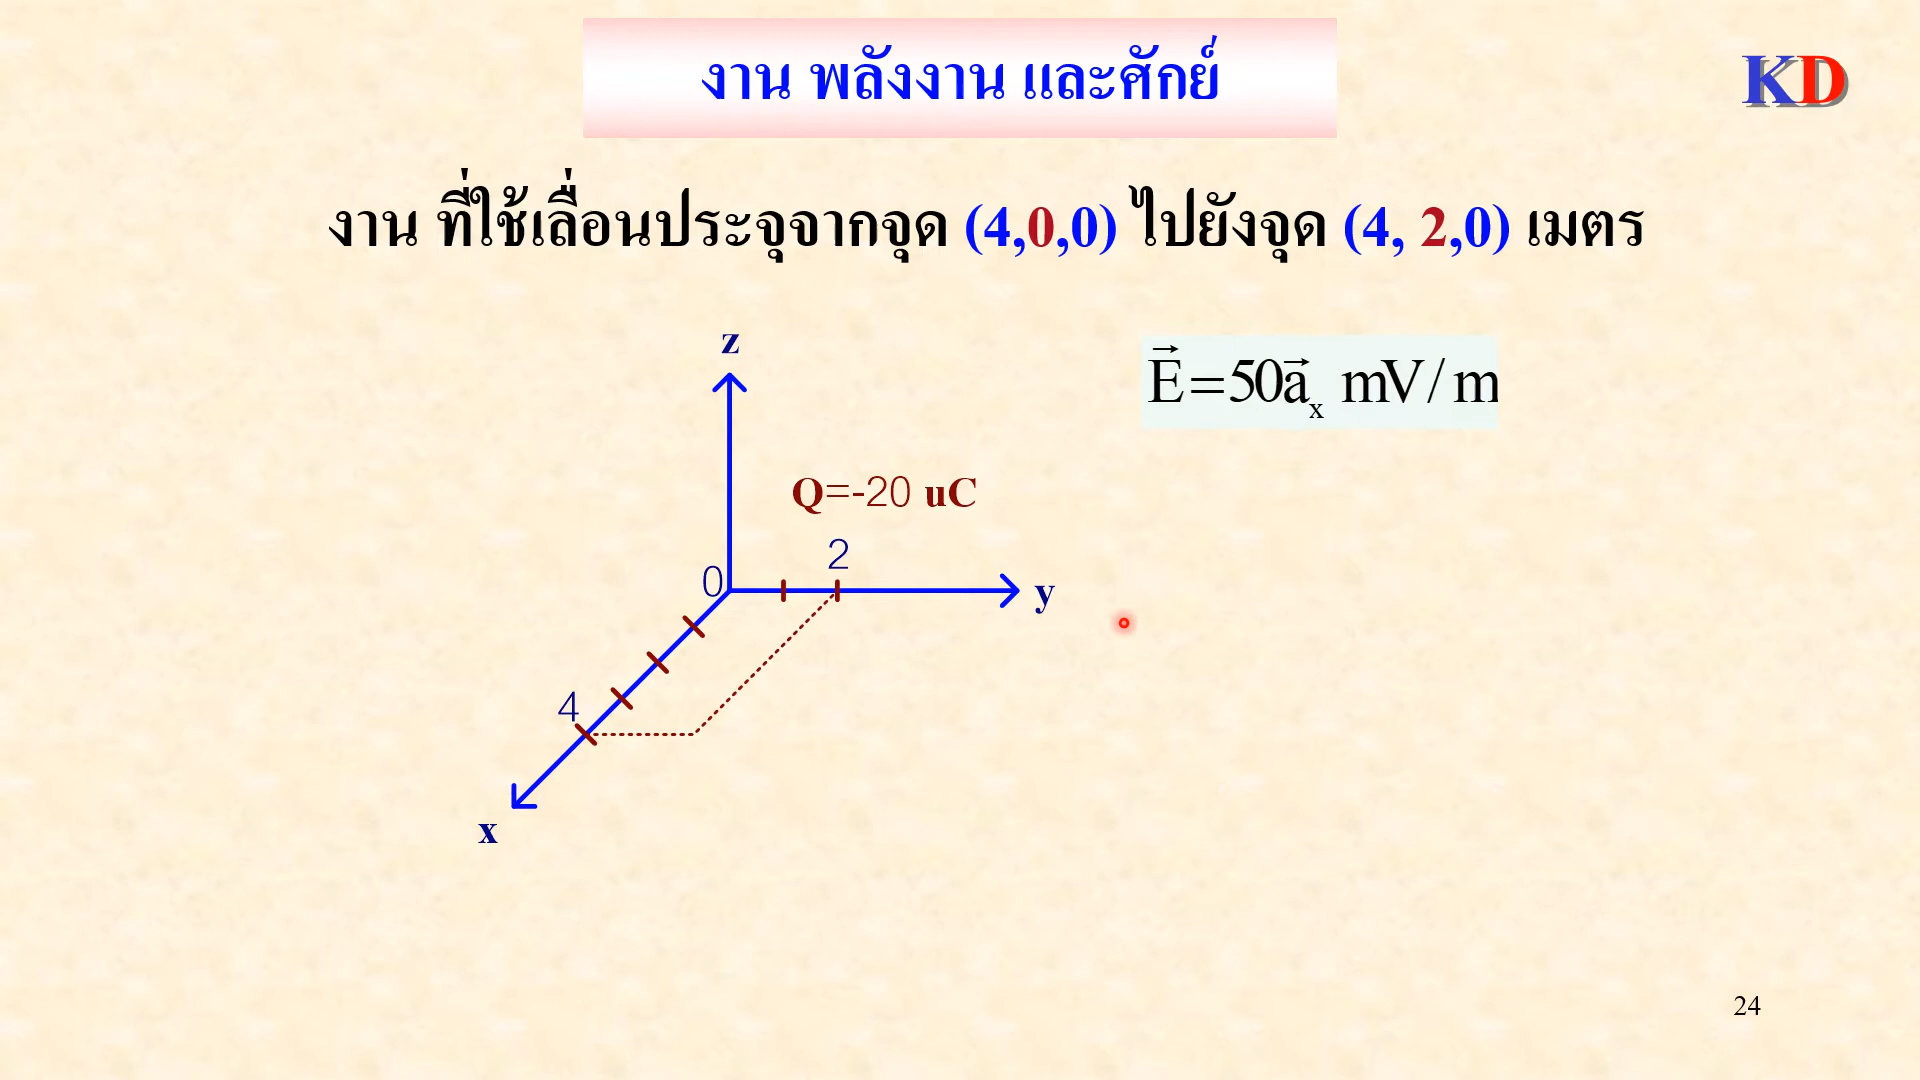 งาน พลังงาน และศักย์
KD
งาน ที่ใช้เลื่อนประจุจากจุด (4,0,0) ไปยังจุด (4, 2,0) เมตร
z
E⃗=50a⃗ₓ mV/m
Q=-20 uC
2
0
y
4
x
24